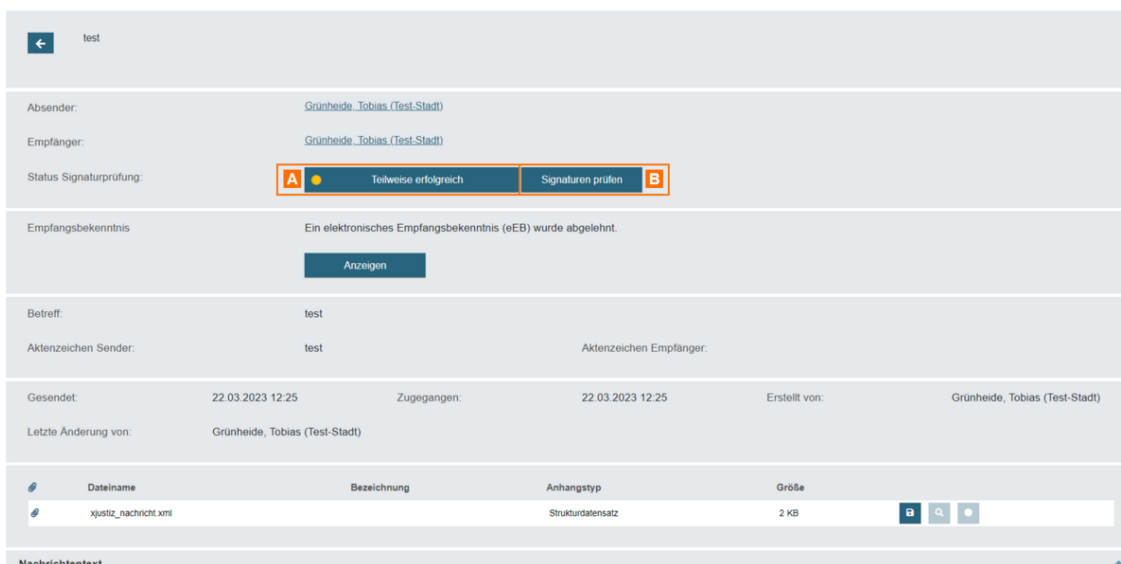 test
Absender: Grünheide, Tobias (Test-Stadt)
Empfänger: Grünheide, Tobias (Test-Stadt)
Status Signaturprüfung: A Teilweise erfolgreich Signaturen prüfen B
Empfangsbekenntnis Ein elektronisches Empfangsbekenntnis (eEB) wurde abgelehnt.
Anzeigen
Betreff: test
Aktenzeichen Sender: test Aktenzeichen Empfänger:
Gesendet: 22.03.2023 12:25 Zugegangen: 22.03.2023 12:25 Erstellt von: Grünheide, Tobias (Test-Stadt)
Letzte Änderung von: Grünheide, Tobias (Test-Stadt)
Dateiname Bezeichnung Anhangstyp Größe
xjustiz_nachricht.xml Strukturdatensatz 2 KB
Nachrichtentext